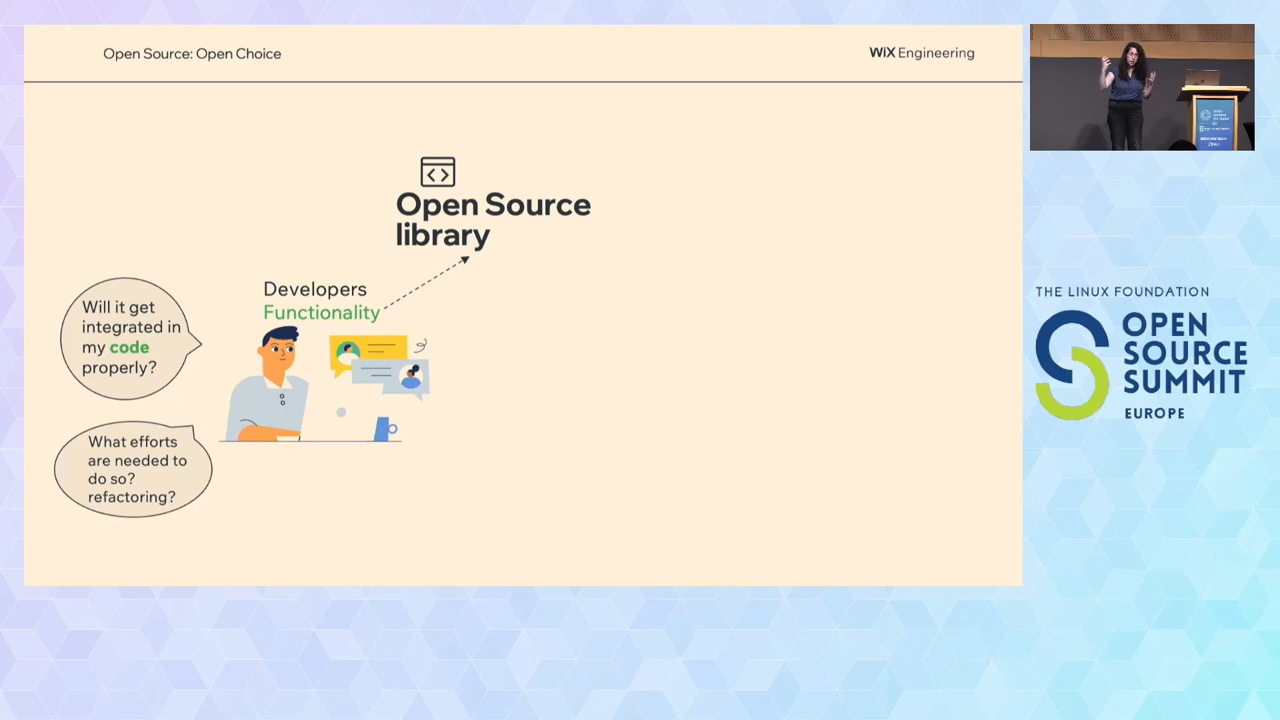 Open Source: Open Choice
WiX Engineering
Open Source
library
Developers
Functionality
Will it get
integrated in
my code
properly?
What efforts
are needed to
do so?
refactoring?
THE LINUX FOUNDATION
OPEN
SOURCE
SUMMIT
EUROPE